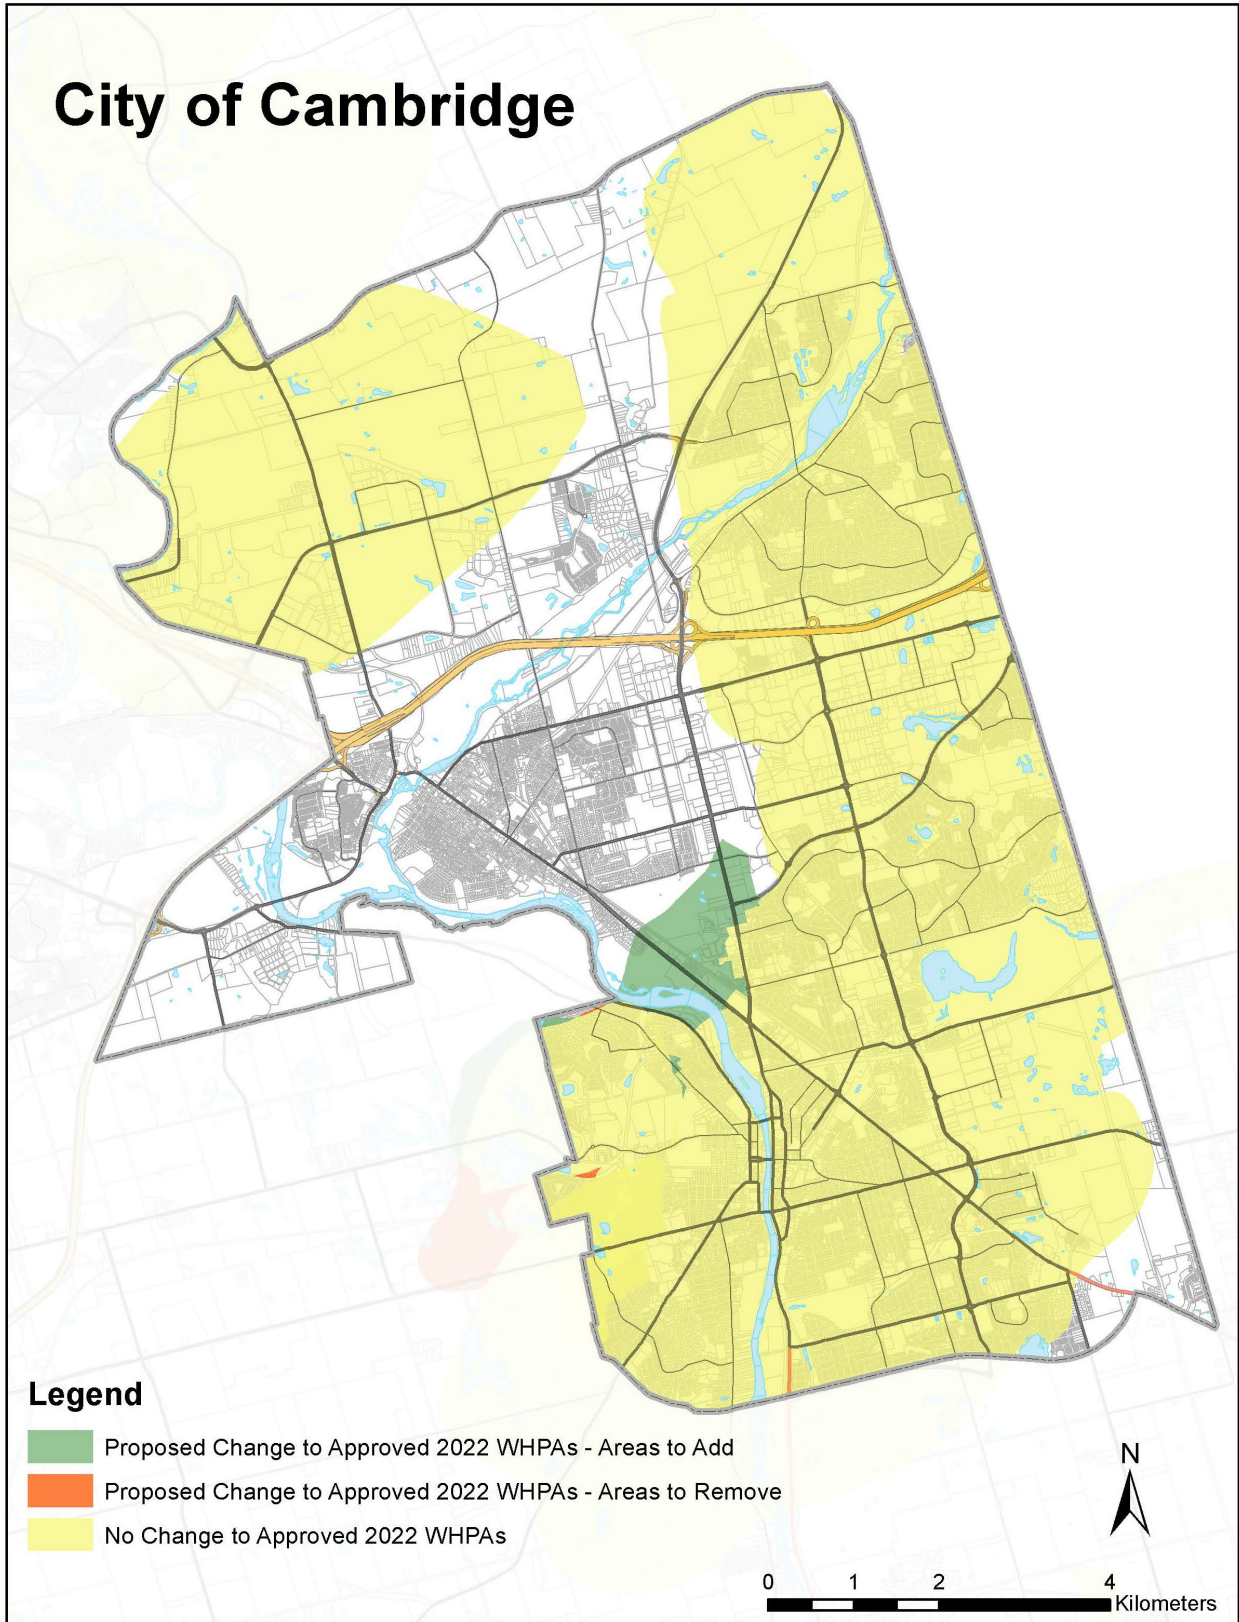 City of Cambridge
Legend
Proposed Change to Approved 2022 WHPAs - Areas to Add
Proposed Change to Approved 2022 WHPAs - Areas to Remove
No Change to Approved 2022 WHPAs
N
0 1 2 4
Kilometers